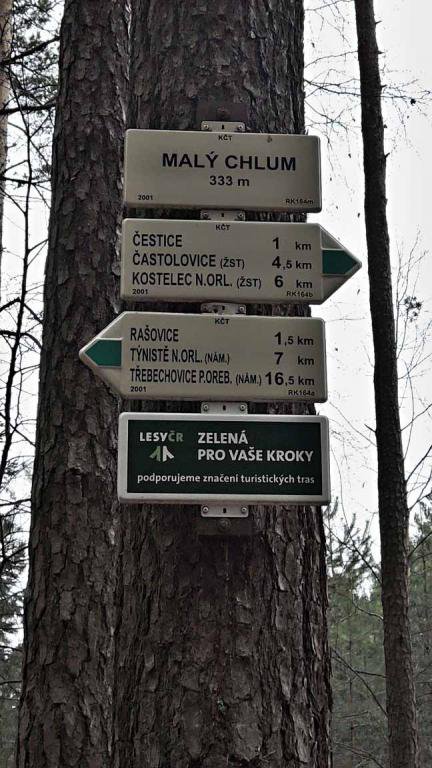 KČT
MALÝ CHLUM
333 m
2001 RK164m
KČT
ČESTICE 1 km
ČASTOLOVICE (ŽST) 4,5 km
KOSTELEC N.ORL. (ŽST) 6 km
2001 RK164b
KČT
RAŠOVICE 1,5 km
TÝNIŠTĚ N.ORL. (NÁM.) 7 km
TŘEBECHOVICE P.OREB. (NÁM.) 16,5 km
2001 RK164a
LESYČR ZELENÁ
PRO VAŠE KROKY
podporujeme značení turistických tras